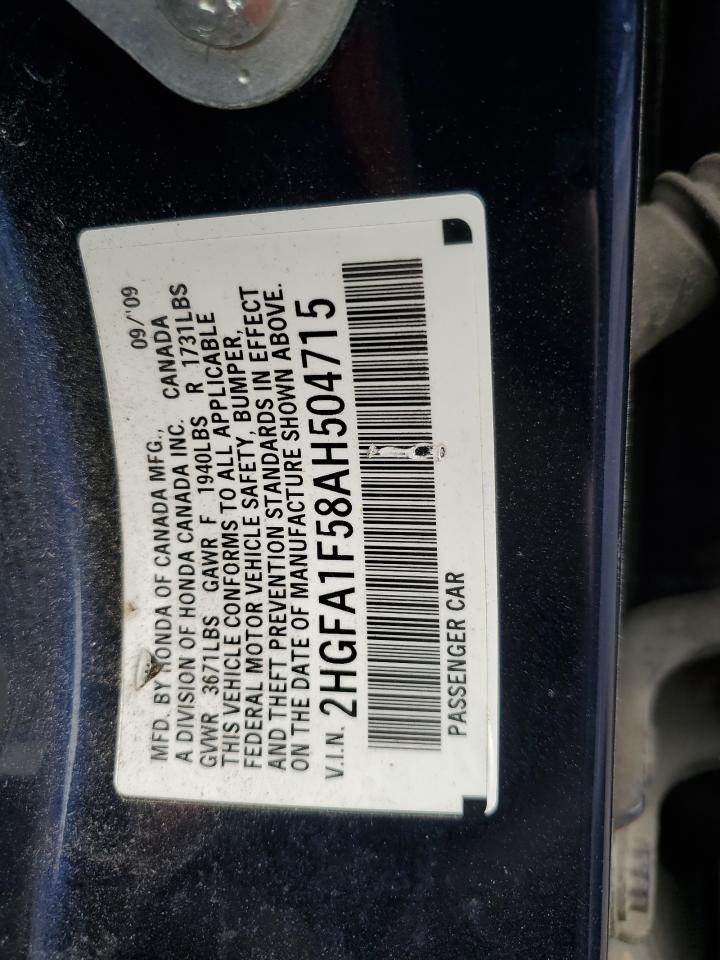 MFD. BY HONDA OF CANADA MFG., 09/'09
A DIVISION OF HONDA CANADA INC. CANADA
GVWR 3671LBS GAWR F 1940LBS R 1731LBS
THIS VEHICLE CONFORMS TO ALL APPLICABLE
FEDERAL MOTOR VEHICLE SAFETY, BUMPER,
AND THEFT PREVENTION STANDARDS IN EFFECT
ON THE DATE OF MANUFACTURE SHOWN ABOVE.
V.I.N. 2HGFA1F58AH504715
PASSENGER CAR